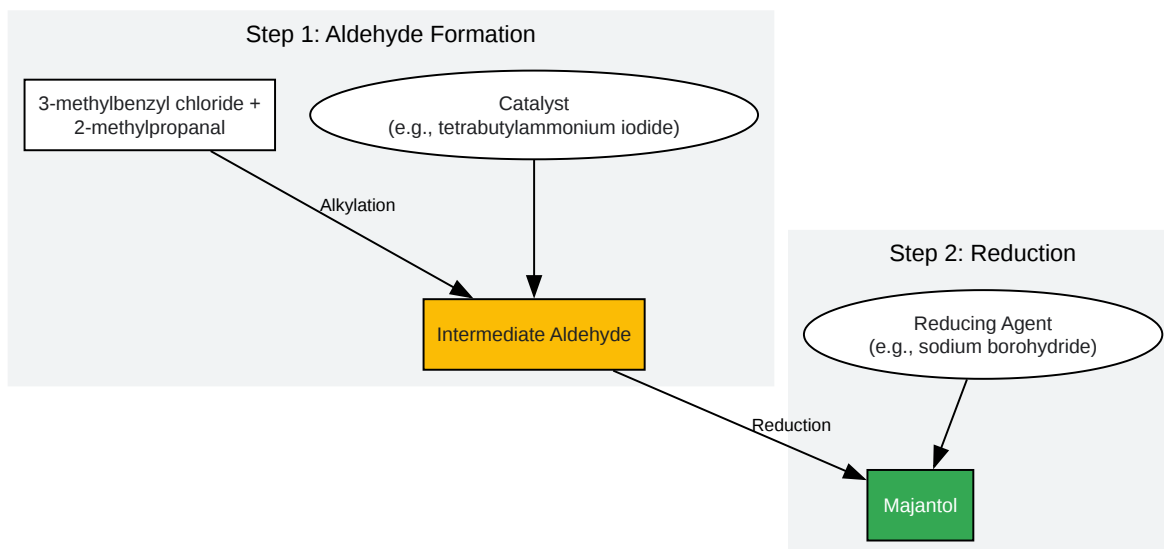 Step 1: Aldehyde Formation
3-methylbenzyl chloride +
2-methylpropanal
Catalyst
(e.g., tetrabutylammonium iodide)
Alkylation
Intermediate Aldehyde
Step 2: Reduction
Reducing Agent
(e.g., sodium borohydride)
Reduction
Majantol